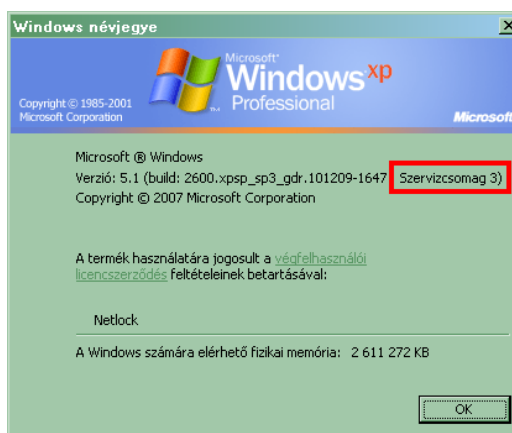 Windows névjegye
Microsoft
Windows xp
Professional
Copyright © 1985-2001
Microsoft Corporation
Microsoft
Microsoft ® Windows
Verzió: 5.1 (build: 2600.xpsp_sp3_gdr.101209-1647 Szervizcsomag 3)
Copyright © 2007 Microsoft Corporation
A termék használatára jogosult a végfelhasználói
licencszerződés feltételeinek betartásával:
Netlock
A Windows számára elérhető fizikai memória: 2 611 272 KB
OK